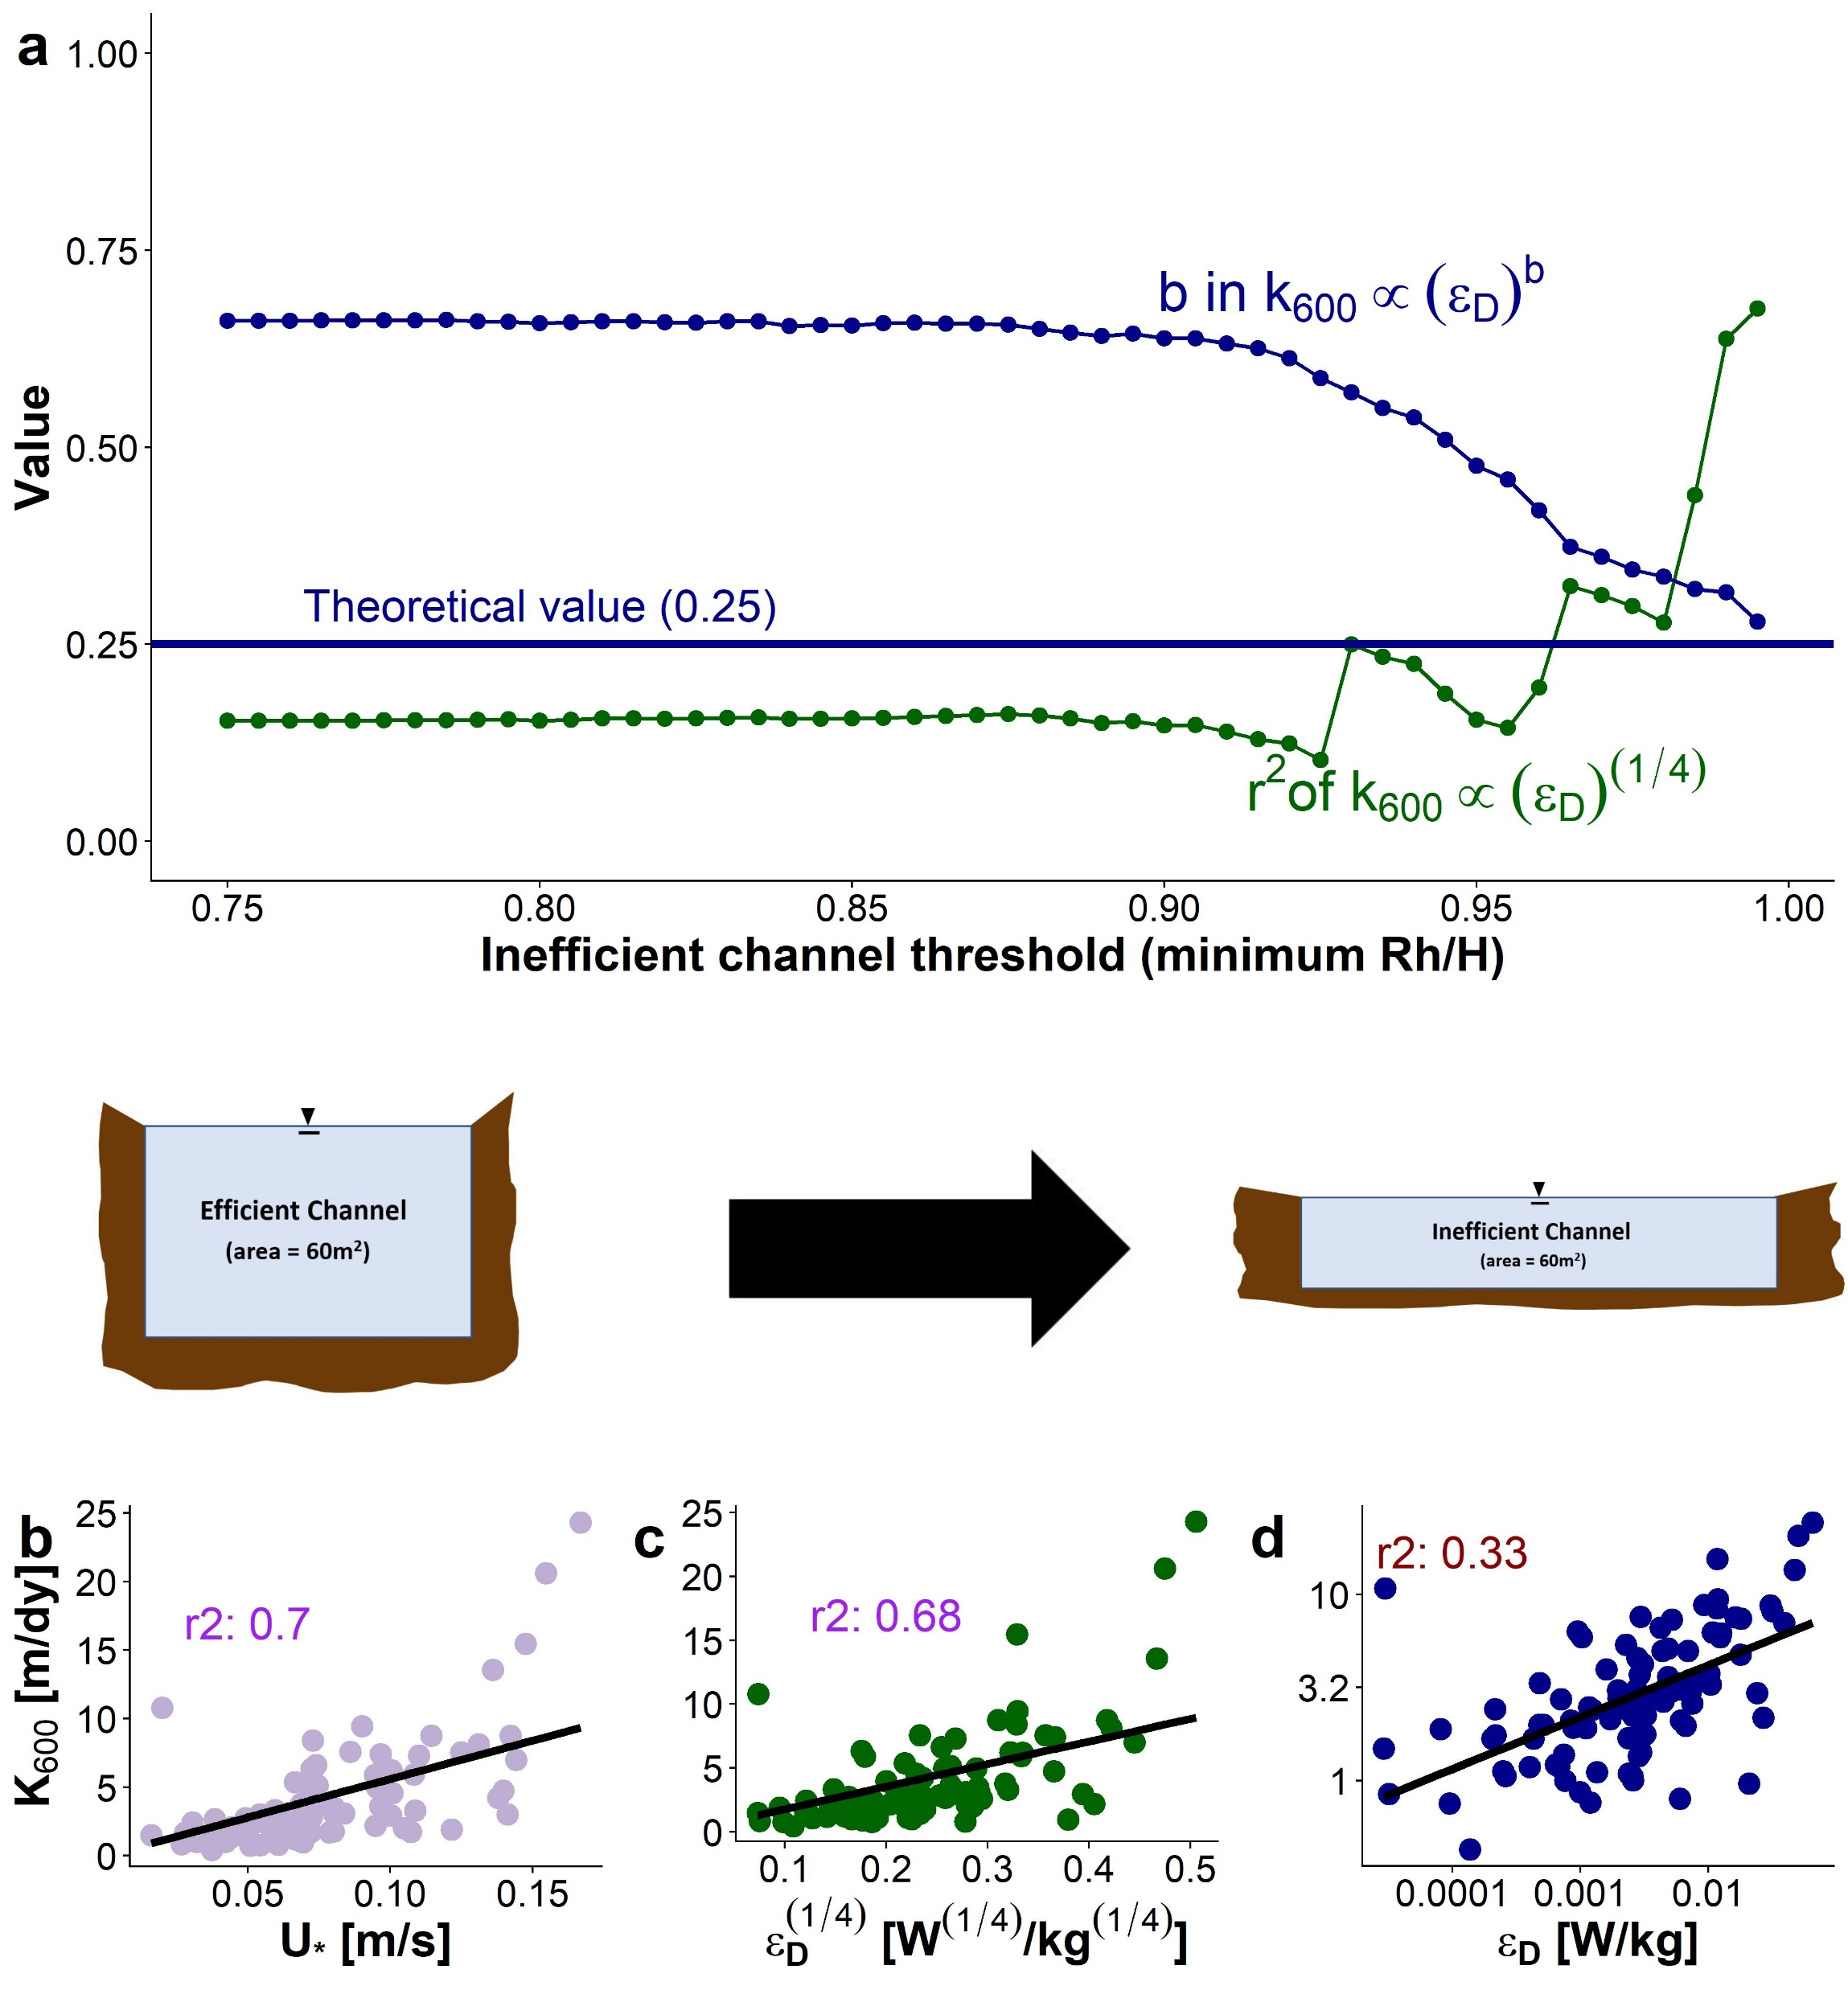 a
1.00
0.75
0.50
0.25
0.00
Value
b in k600 ∝ (εD)^b
Theoretical value (0.25)
r^2 of k600 ∝ (εD)^(1/4)
0.75 0.80 0.85 0.90 0.95 1.00
Inefficient channel threshold (minimum Rh/H)
Efficient Channel
(area = 60m²)
Inefficient Channel
(area = 60m²)
b
K600 [m/dy]
25
20
15
10
5
0
r2: 0.7
0.05 0.10 0.15
U* [m/s]
c
25
20
15
10
5
0
r2: 0.68
0.1 0.2 0.3 0.4 0.5
εD^(1/4) [W^(1/4)/kg^(1/4)]
d
r2: 0.33
10
3.2
1
0.0001 0.001 0.01
εD [W/kg]